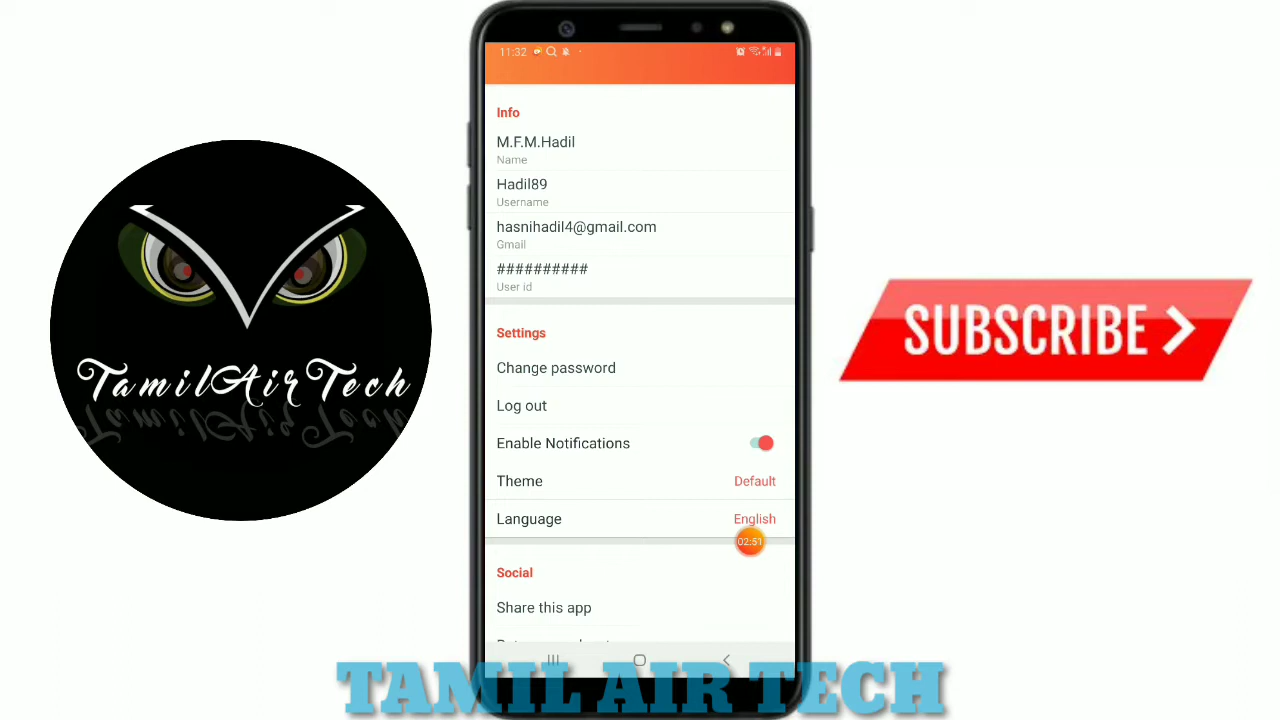 11:32
Info
M.F.M.Hadil
Name
Hadil89
Username
hasnihadil4@gmail.com
Gmail
##########
User id
Settings
Change password
Log out
Enable Notifications
Theme Default
Language English
02:51
Social
Share this app
TamilAirTech
SUBSCRIBE >
TAMIL AIR TECH